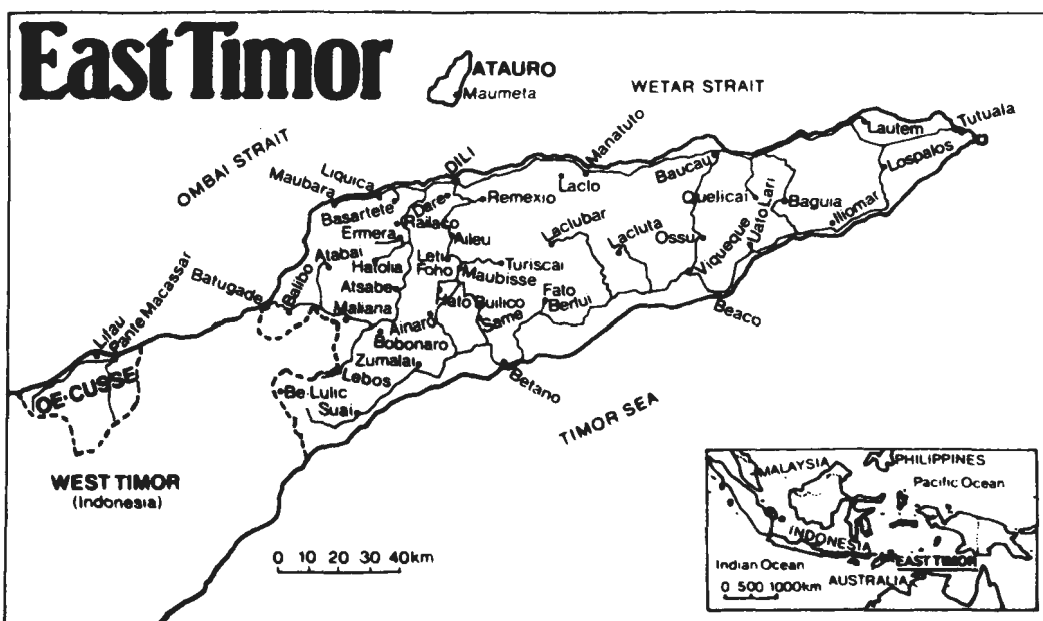 East Timor
ATAURO
Maumeta
WETAR STRAIT
OMBAI STRAIT
Tutuala
Lautem
Lospalos
Manatuto
DILI
Liquica
Maubara
Baucau
Laclo
Basartete
Dare
Remexio
Quelicai
Uato Lari
Baguia
Iliomar
Railaco
Ermera
Aileu
Laclubar
Lacluta
Ossu
Viqueque
Atabai
Hatolia
Letu
Foho
Turiscai
Maubisse
Atsabe
Batugade
Balibo
Maliana
Hato Builico
Fato
Berlui
Same
Ainaro
Beaco
Lilau
Pante Macassar
Bobonaro
Zumalai
Lebos
Betano
OE-CUSSE
Be-Lulic
Suai
TIMOR SEA
WEST TIMOR
(Indonesia)
0 10 20 30 40km
MALAYSIA
PHILIPPINES
Pacific Ocean
INDONESIA
Indian Ocean
EAST TIMOR
AUSTRALIA
0 500 1000km